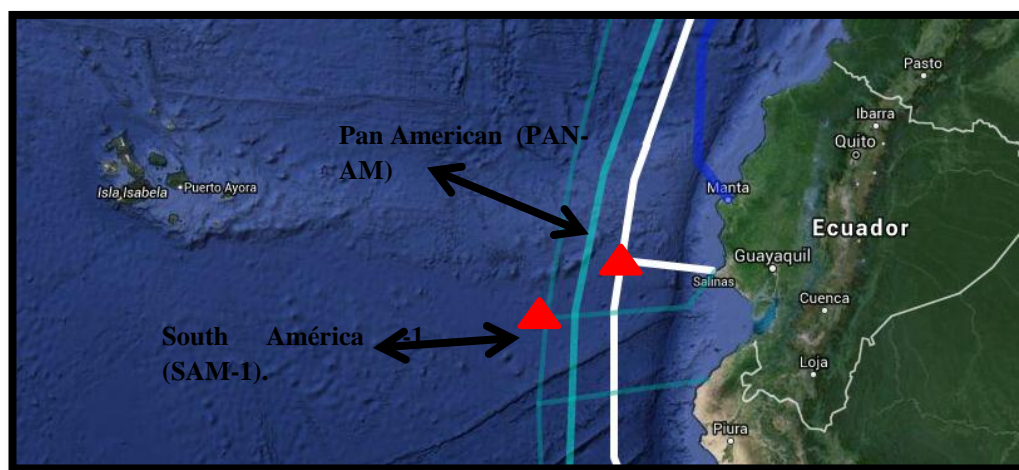 Pasto
Ibarra
Pan American (PAN-
AM)
Quito
Isla Isabela
Puerto Ayora
Manta
Ecuador
Guayaquil
Salinas
Cuenca
South América -1
(SAM-1).
Loja
Piura